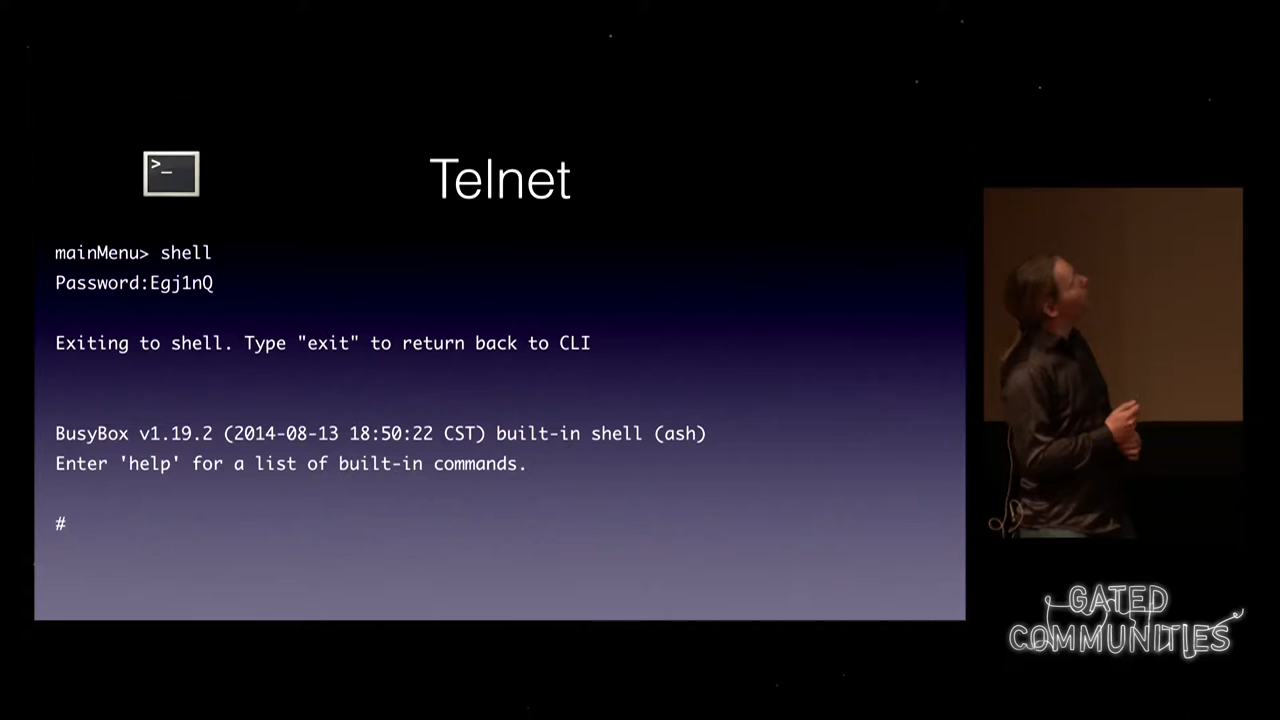 >_
Telnet
mainMenu> shell
Password:Egj1nQ
Exiting to shell. Type "exit" to return back to CLI
BusyBox v1.19.2 (2014-08-13 18:50:22 CST) built-in shell (ash)
Enter 'help' for a list of built-in commands.
#
GATED
COMMUNITIES